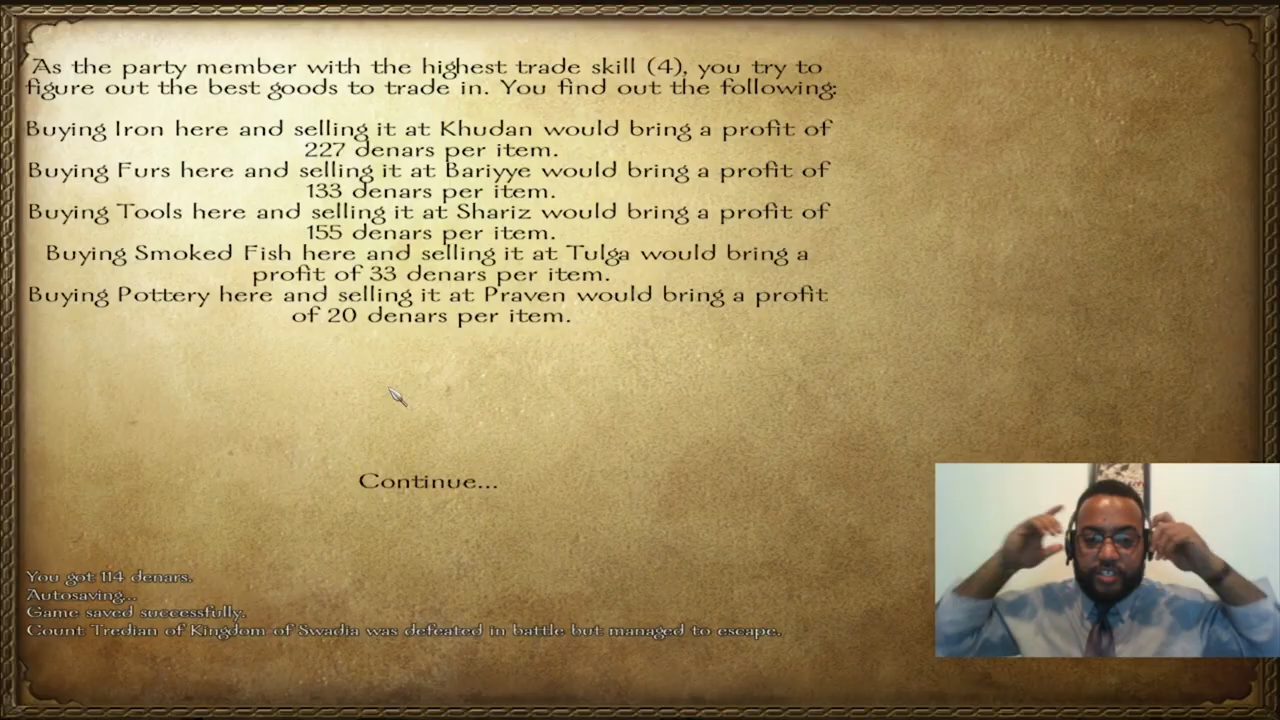 As the party member with the highest trade skill (4), you try to
figure out the best goods to trade in. You find out the following:
Buying Iron here and selling it at Khudan would bring a profit of
227 denars per item.
Buying Furs here and selling it at Bariyye would bring a profit of
133 denars per item.
Buying Tools here and selling it at Shariz would bring a profit of
155 denars per item.
Buying Smoked Fish here and selling it at Tulga would bring a
profit of 33 denars per item.
Buying Pottery here and selling it at Praven would bring a profit
of 20 denars per item.
Continue...
You got 114 denars.
Autosaving...
Game saved successfully.
Count Tredian of Kingdom of Swadia was defeated in battle but managed to escape.